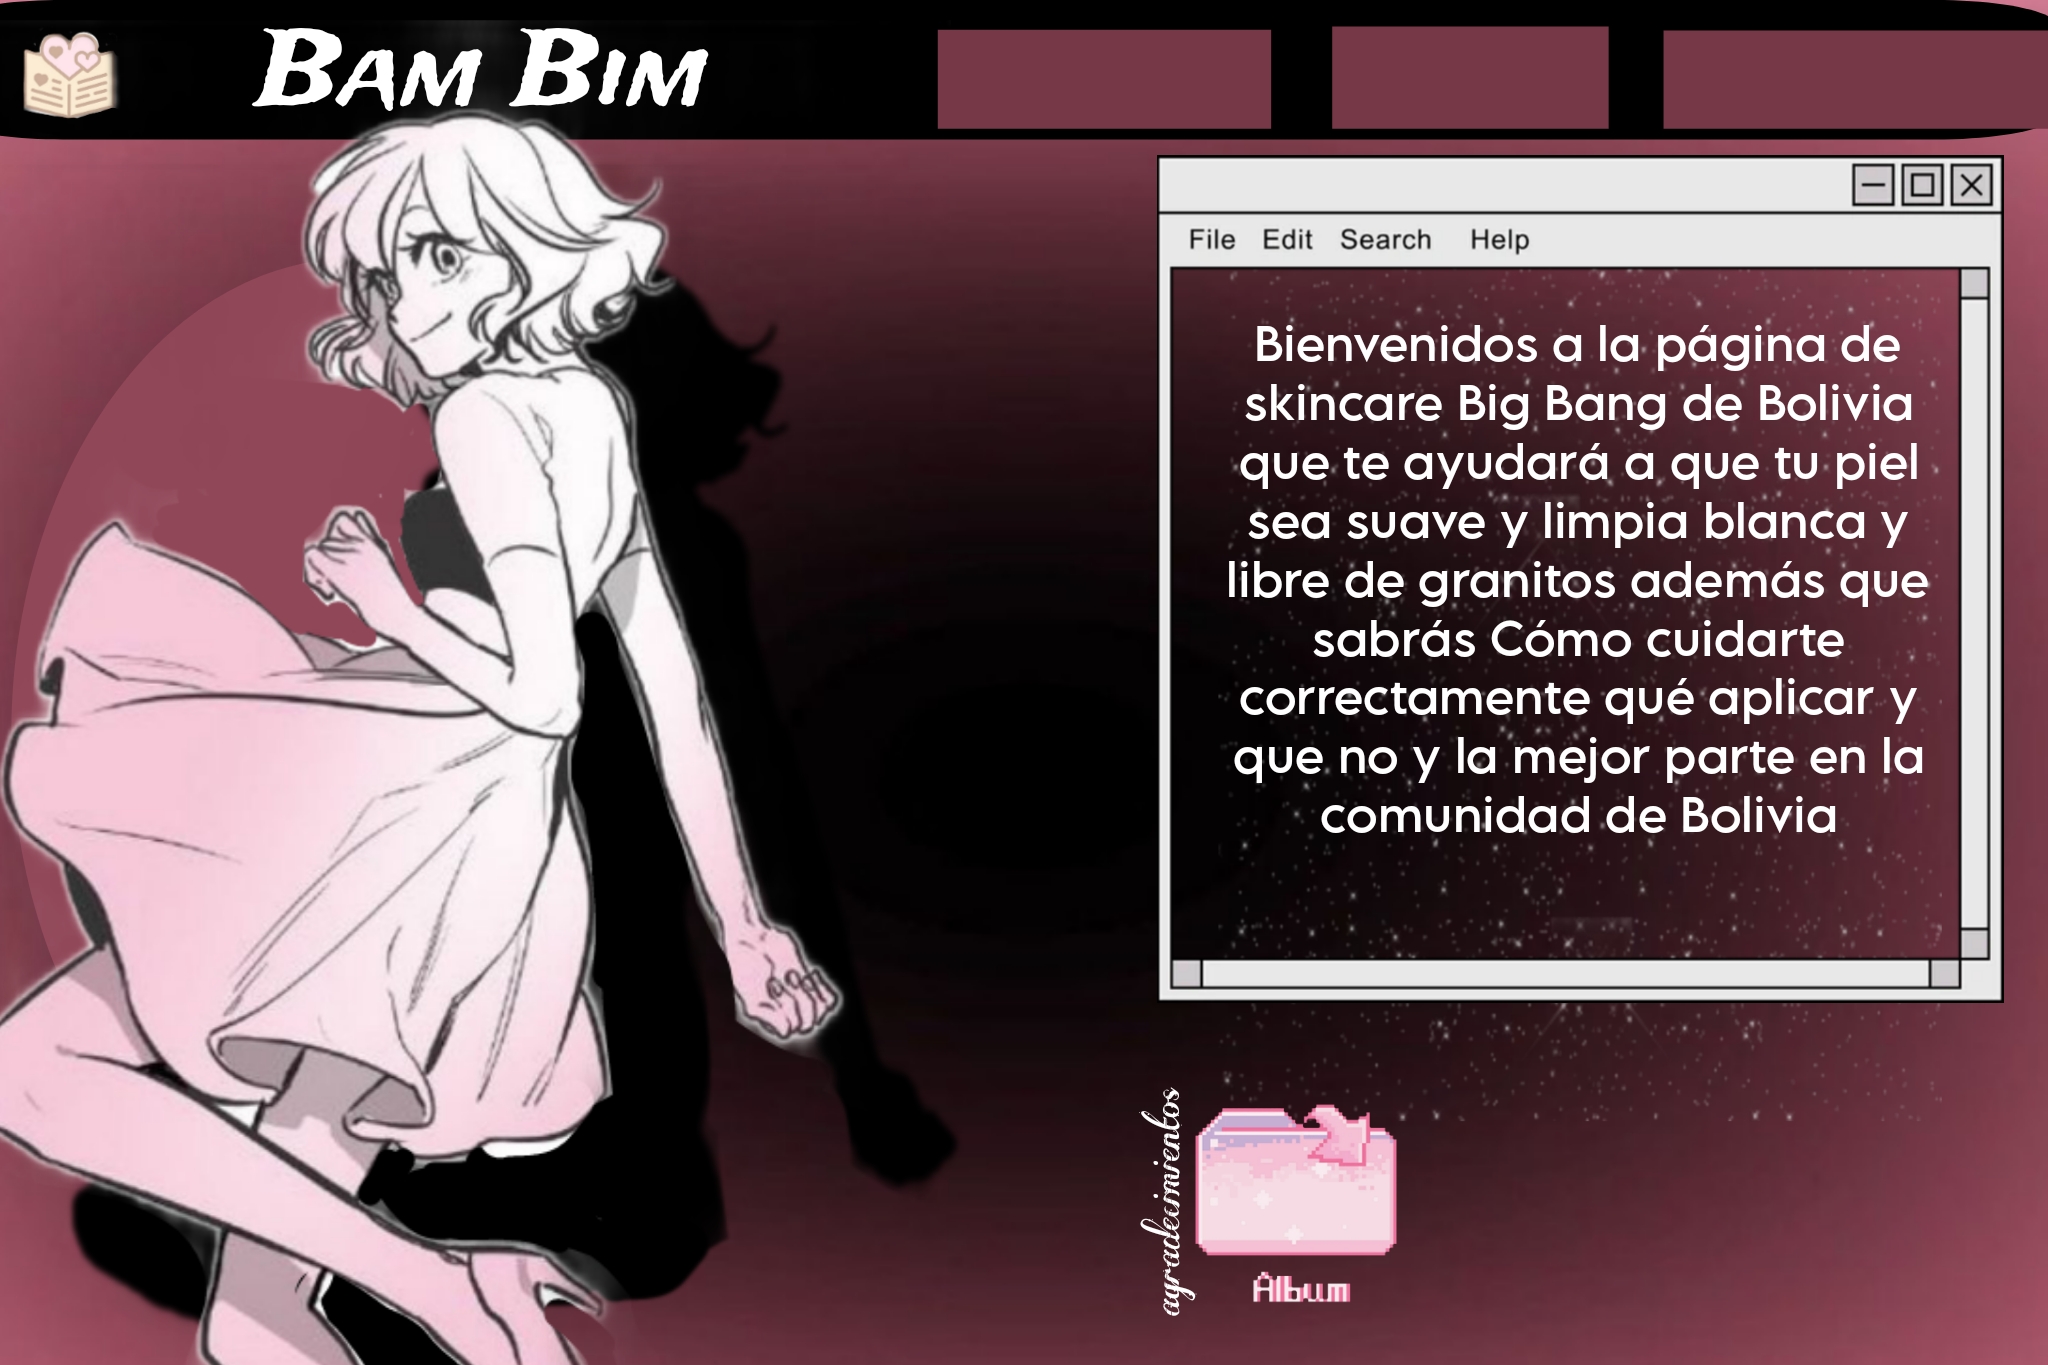 BAM BIM
File Edit Search Help
Bienvenidos a la página de
skincare Big Bang de Bolivia
que te ayudará a que tu piel
sea suave y limpia blanca y
libre de granitos además que
sabrás Cómo cuidarte
correctamente qué aplicar y
que no y la mejor parte en la
comunidad de Bolivia
agradecimientos
Álbum